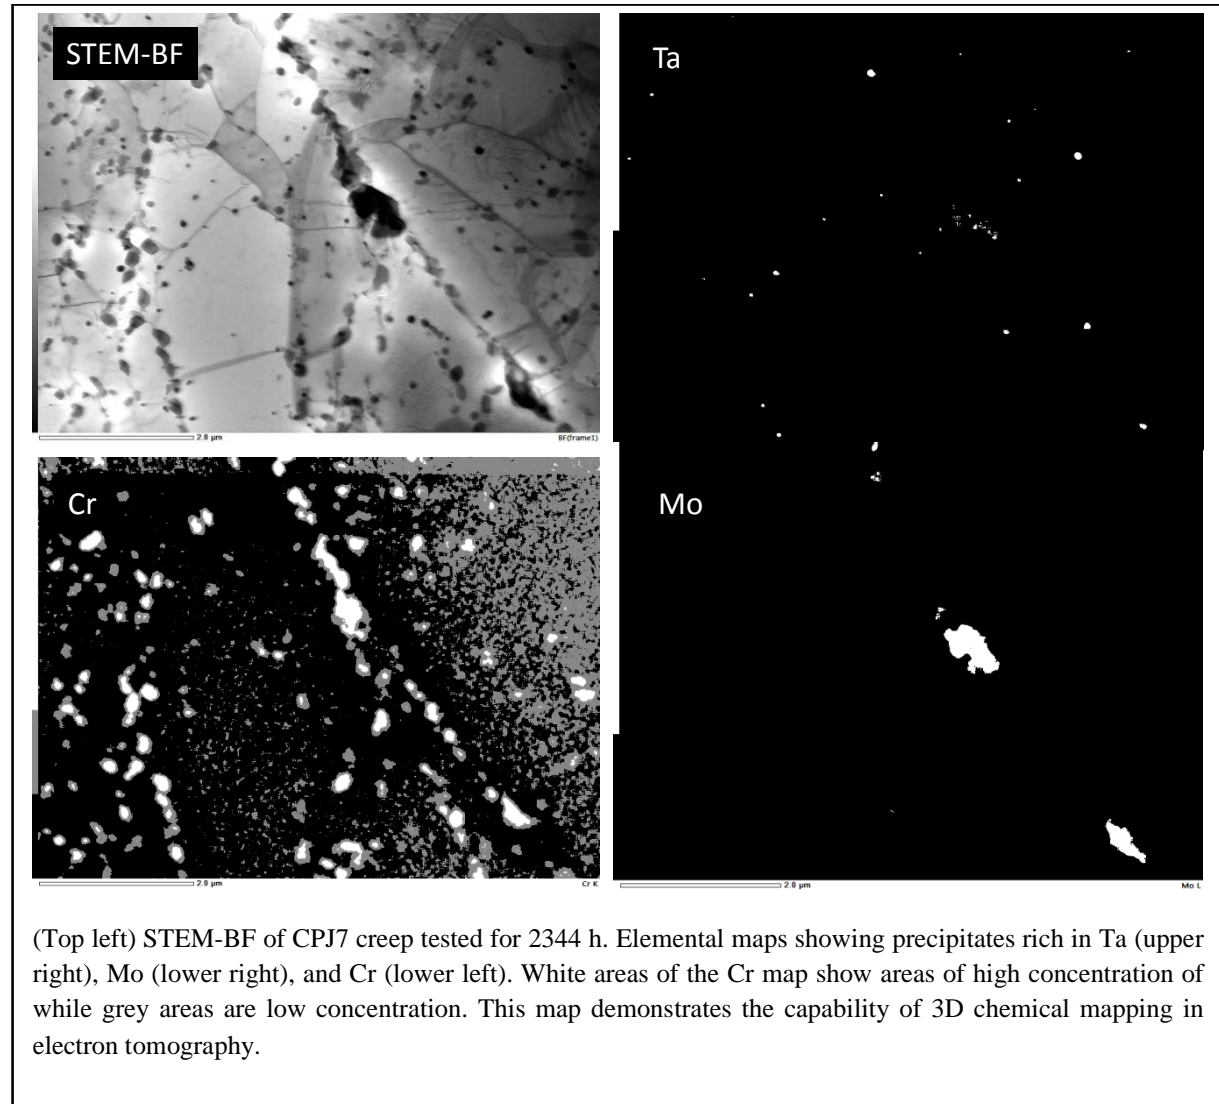 STEM-BF
Ta
2.0 µm
BF(frame1)
Cr
Mo
2.0 µm
Cr K
2.0 µm
Mo L
(Top left) STEM-BF of CPJ7 creep tested for 2344 h. Elemental maps showing precipitates rich in Ta (upper
right), Mo (lower right), and Cr (lower left). White areas of the Cr map show areas of high concentration of
while grey areas are low concentration. This map demonstrates the capability of 3D chemical mapping in
electron tomography.